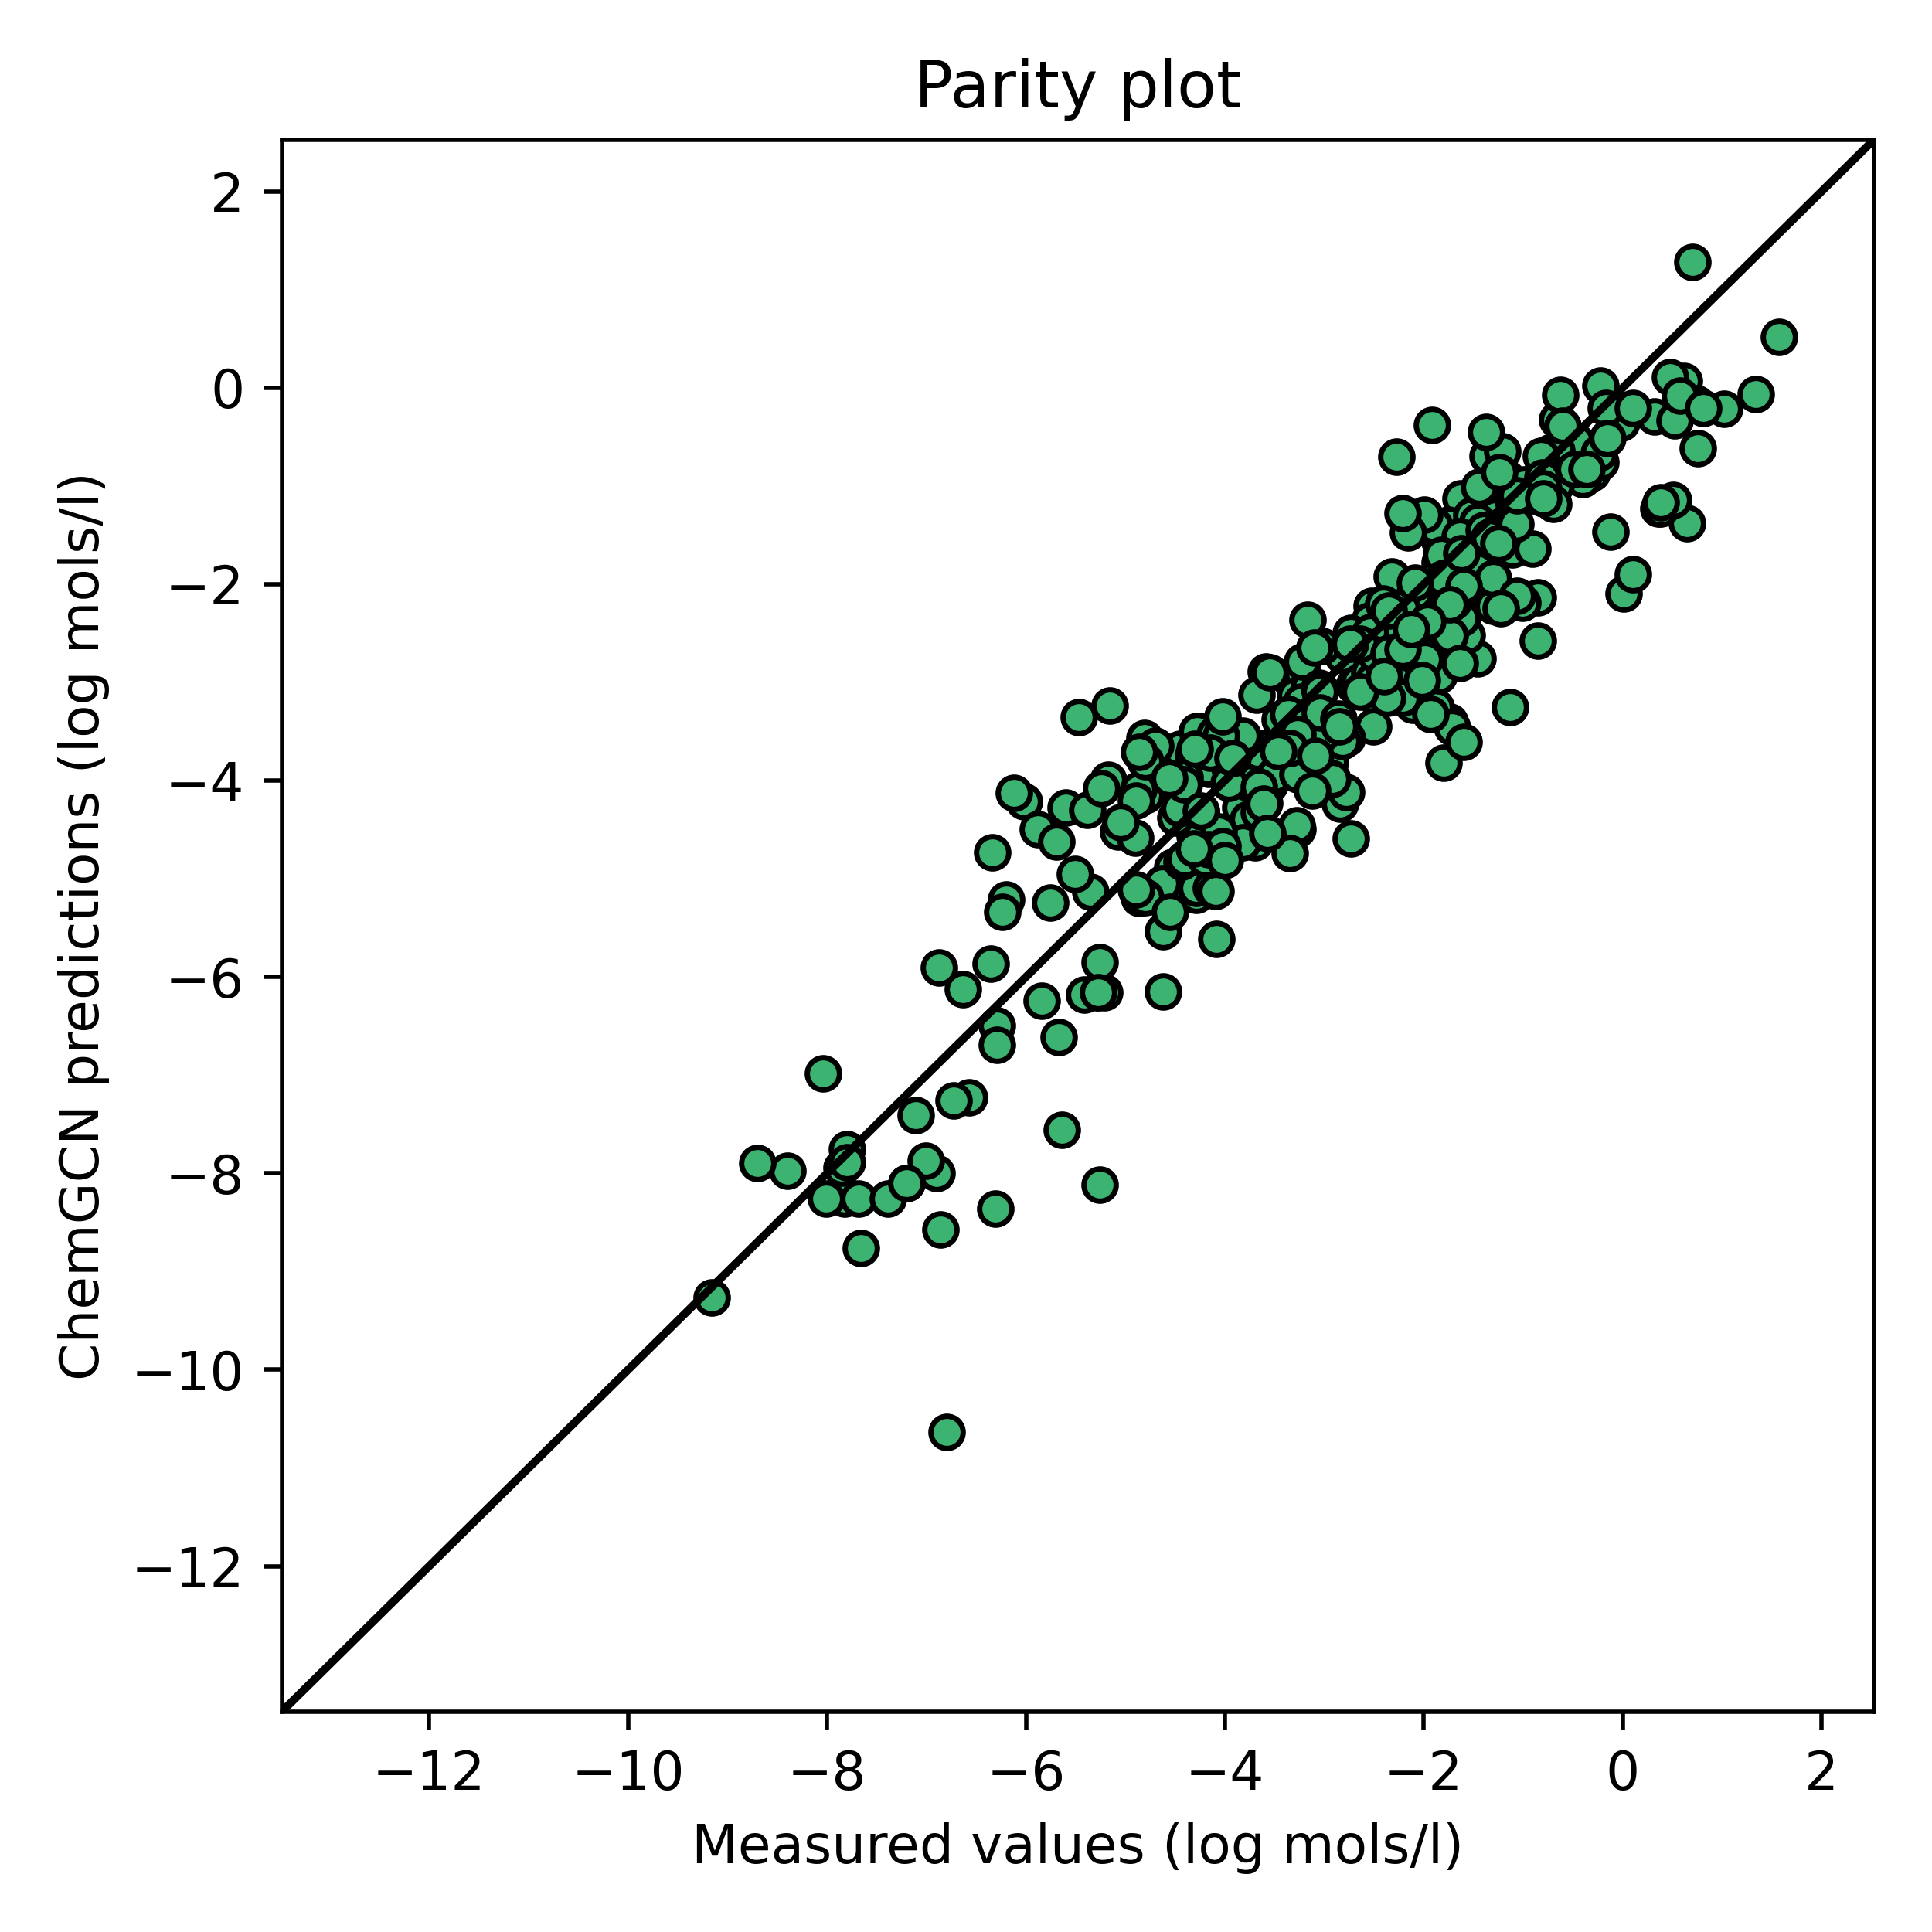 Parity plot
ChemGCN predictions (log mols/l)
2
0
−2
−4
−6
−8
−10
−12
−12 −10 −8 −6 −4 −2 0 2
Measured values (log mols/l)